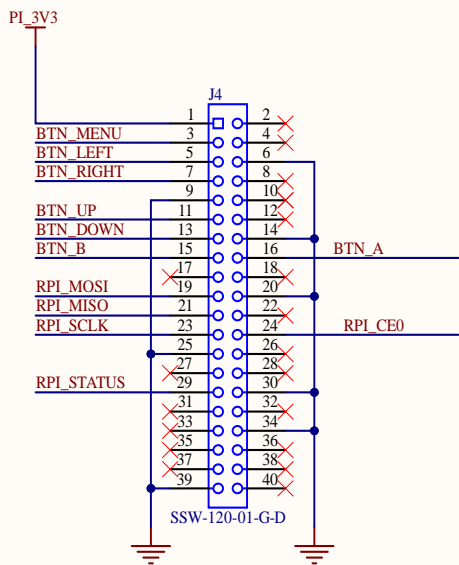 PI_3V3
J4
1 2
BTN_MENU 3 4
BTN_LEFT 5 6
BTN_RIGHT 7 8
9 10
BTN_UP 11 12
BTN_DOWN 13 14
BTN_B 15 16 BTN_A
17 18
RPI_MOSI 19 20
RPI_MISO 21 22
RPI_SCLK 23 24 RPI_CE0
25 26
27 28
RPI_STATUS 29 30
31 32
33 34
35 36
37 38
39 40
SSW-120-01-G-D